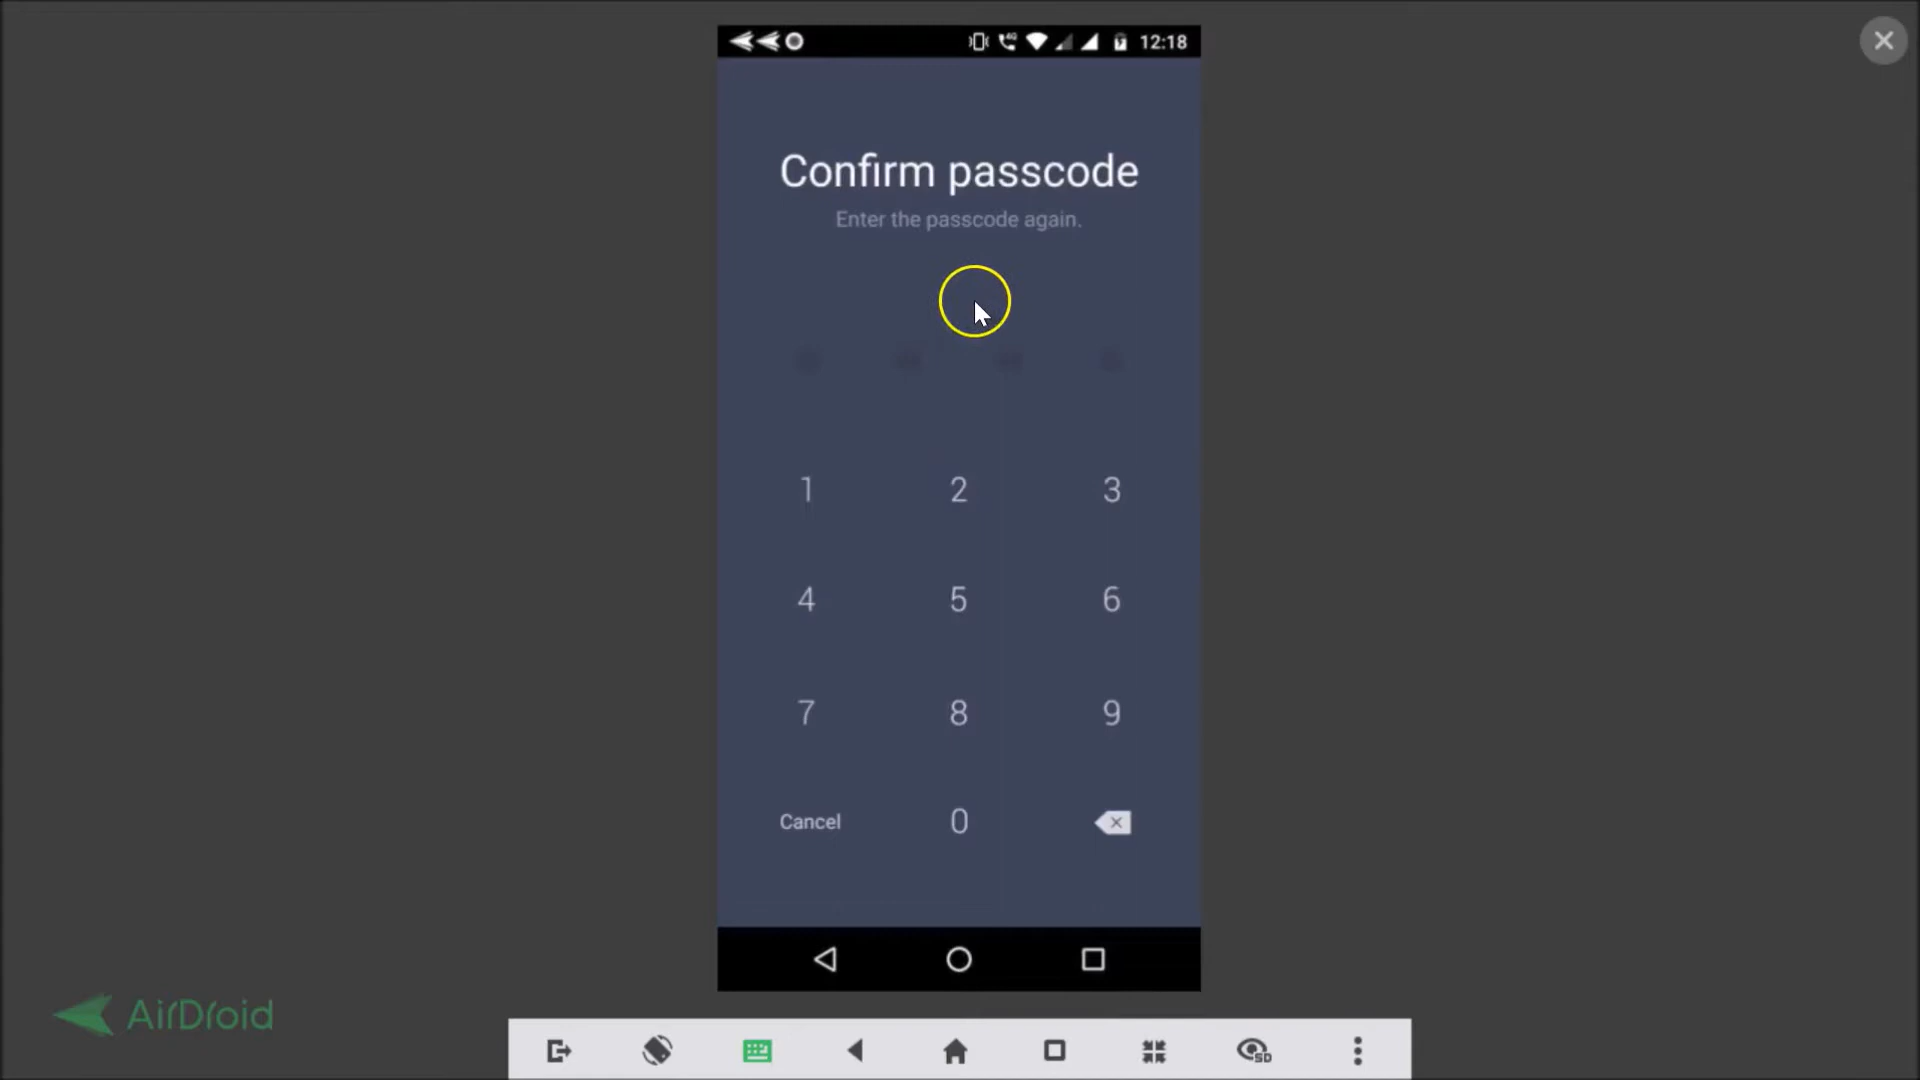 12:18
Confirm passcode
Enter the passcode again.
1 2 3
4 5 6
7 8 9
Cancel 0
AirDroid
SD